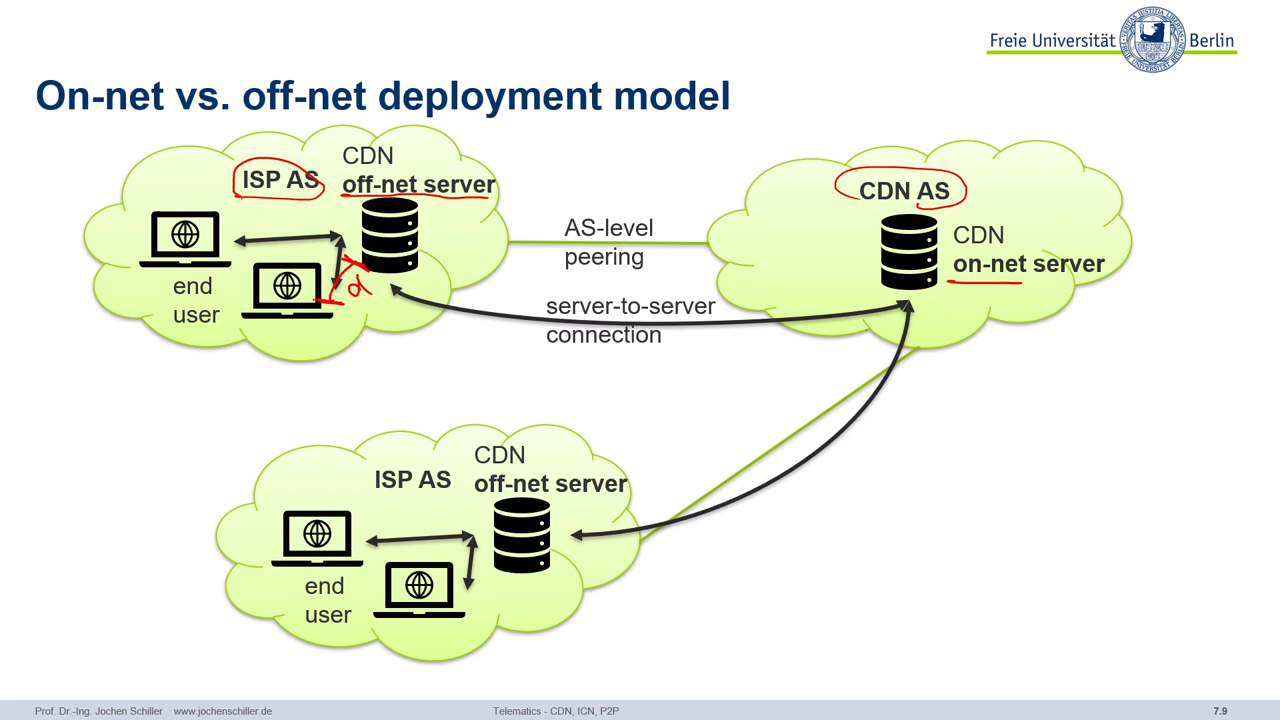 Freie Universität Berlin
On-net vs. off-net deployment model
ISP AS
CDN
off-net server
end
user
AS-level
peering
server-to-server
connection
CDN AS
CDN
on-net server
ISP AS
CDN
off-net server
end
user
Prof. Dr.-Ing. Jochen Schiller www.jochenschiller.de
Telematics - CDN, ICN, P2P
7.9